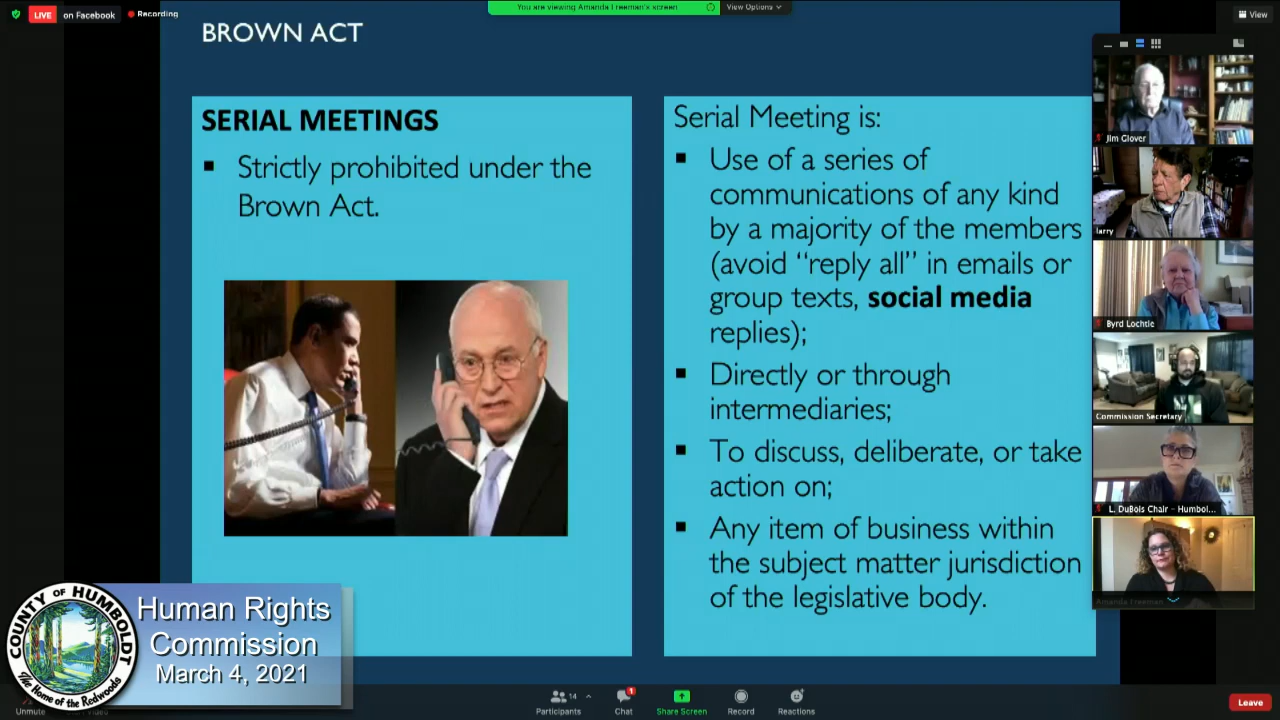 LIVE on Facebook
Recording
You are viewing Amanda Freeman's screen
View Options
View
BROWN ACT
SERIAL MEETINGS
▪ Strictly prohibited under the
Brown Act.
Serial Meeting is:
▪ Use of a series of
communications of any kind
by a majority of the members
(avoid “reply all” in emails or
group texts, social media
replies);
▪ Directly or through
intermediaries;
▪ To discuss, deliberate, or take
action on;
▪ Any item of business within
the subject matter jurisdiction
of the legislative body.
Jim Glover
larry
Byrd Lochtie
Commission Secretary
L. DuBois Chair - Humbol...
Amanda Freeman
COUNTY OF HUMBOLDT
The Home of the Redwoods
Human Rights
Commission
March 4, 2021
Unmute
Video
Participants
14
Chat
1
Share Screen
Record
Reactions
Leave